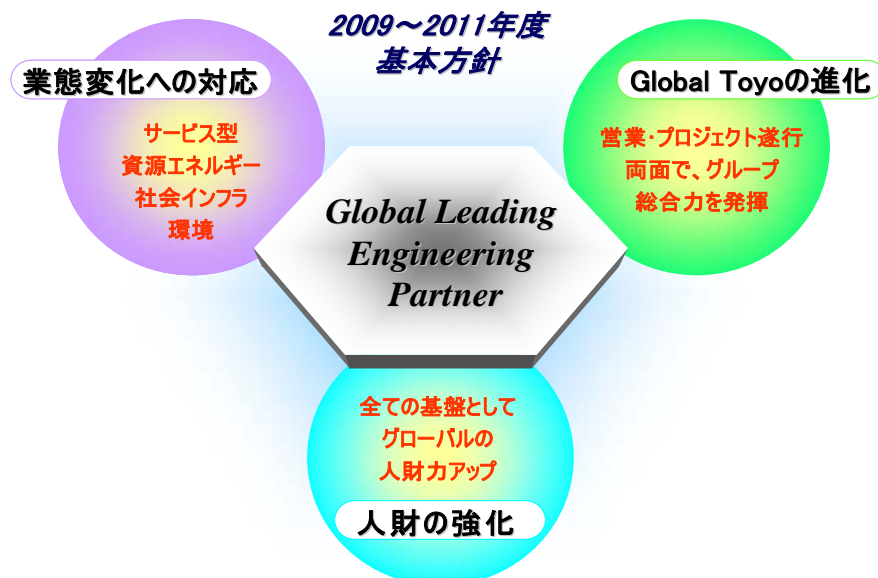 2009～2011年度
基本方針
業態変化への対応
サービス型
資源エネルギー
社会インフラ
環境
Global Toyoの進化
営業・プロジェクト遂行
両面で、グループ
総合力を発揮
Global Leading
Engineering
Partner
全ての基盤として
グローバルの
人財力アップ
人財の強化